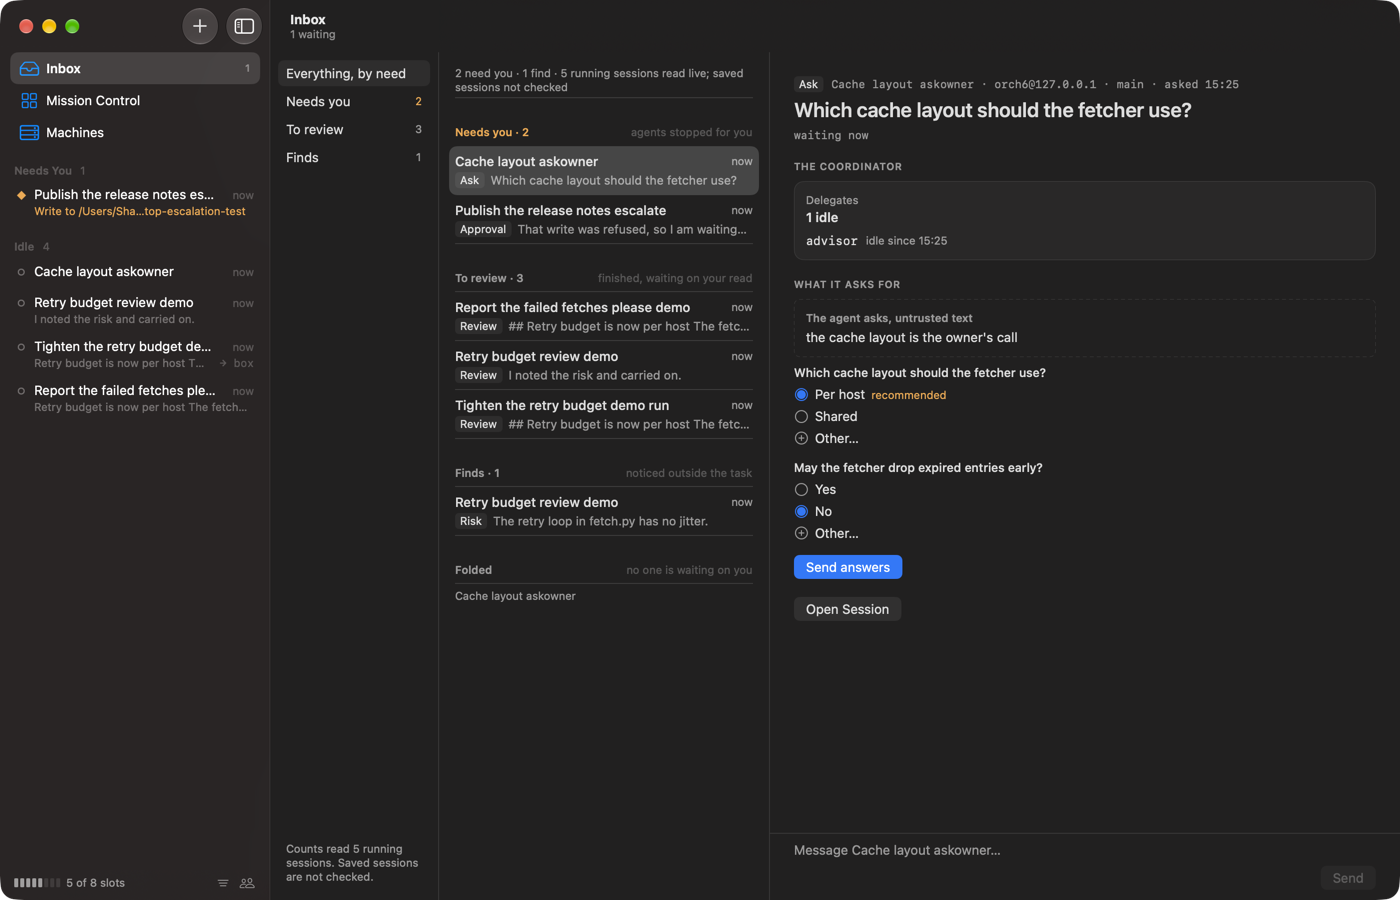 Inbox
1
Mission Control
Machines
Needs You 1
Publish the release notes es... now
Write to /Users/Sha...top-escalation-test
Idle 4
Cache layout askowner now
Retry budget review demo now
I noted the risk and carried on.
Tighten the retry budget de... now
Retry budget is now per host T... → box
Report the failed fetches ple... now
Retry budget is now per host The fetch...
5 of 8 slots
Inbox
1 waiting
Everything, by need
Needs you 2
To review 3
Finds 1
Counts read 5 running
sessions. Saved sessions
are not checked.
2 need you · 1 find · 5 running sessions read live; saved
sessions not checked
Needs you · 2 agents stopped for you
Cache layout askowner now
Ask Which cache layout should the fetcher use?
Publish the release notes escalate now
Approval That write was refused, so I am waiting...
To review · 3 finished, waiting on your read
Report the failed fetches please demo now
Review ## Retry budget is now per host The fetc...
Retry budget review demo now
Review I noted the risk and carried on.
Tighten the retry budget demo run now
Review ## Retry budget is now per host The fetc...
Finds · 1 noticed outside the task
Retry budget review demo now
Risk The retry loop in fetch.py has no jitter.
Folded no one is waiting on you
Cache layout askowner
Ask Cache layout askowner · orch6@127.0.0.1 · main · asked 15:25
Which cache layout should the fetcher use?
waiting now
THE COORDINATOR
Delegates
1 idle
advisor idle since 15:25
WHAT IT ASKS FOR
The agent asks, untrusted text
the cache layout is the owner's call
Which cache layout should the fetcher use?
Per host recommended
Shared
Other...
May the fetcher drop expired entries early?
Yes
No
Other...
Send answers
Open Session
Message Cache layout askowner...
Send